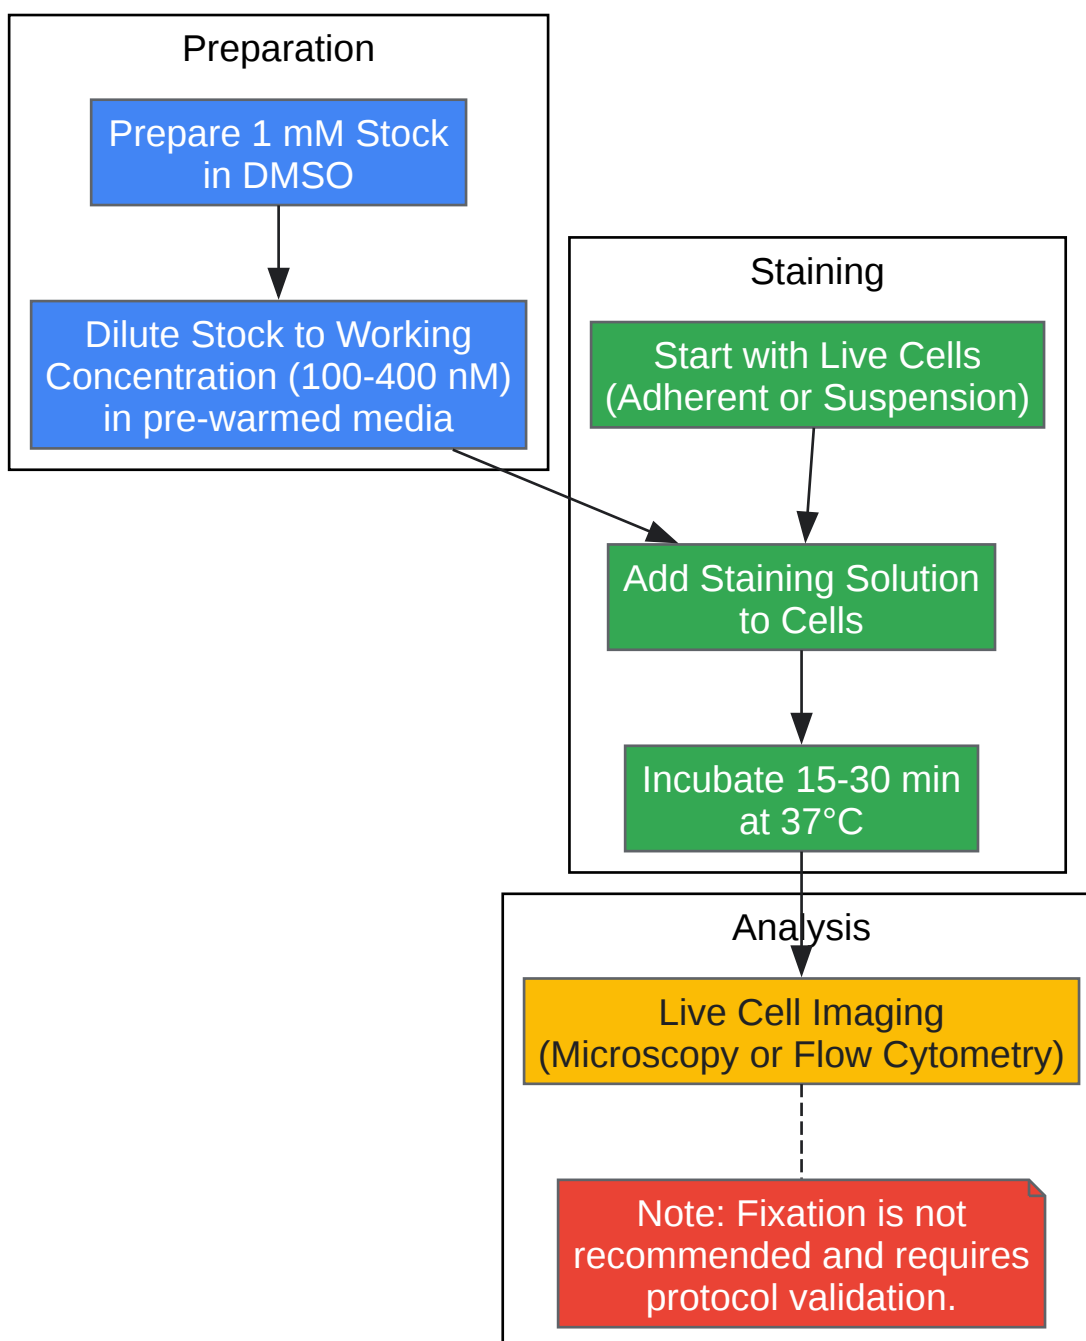 Preparation
Prepare 1 mM Stock
in DMSO
Dilute Stock to Working
Concentration (100-400 nM)
in pre-warmed media
Staining
Start with Live Cells
(Adherent or Suspension)
Add Staining Solution
to Cells
Incubate 15-30 min
at 37°C
Analysis
Live Cell Imaging
(Microscopy or Flow Cytometry)
Note: Fixation is not
recommended and requires
protocol validation.